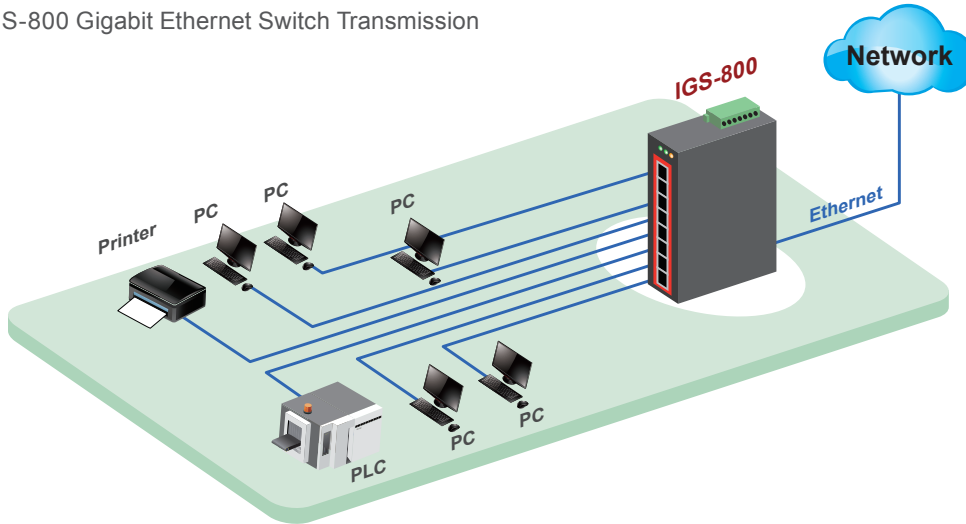 S-800 Gigabit Ethernet Switch Transmission
Network
IGS-800
Ethernet
PC
PC
PC
Printer
PC
PC
PLC